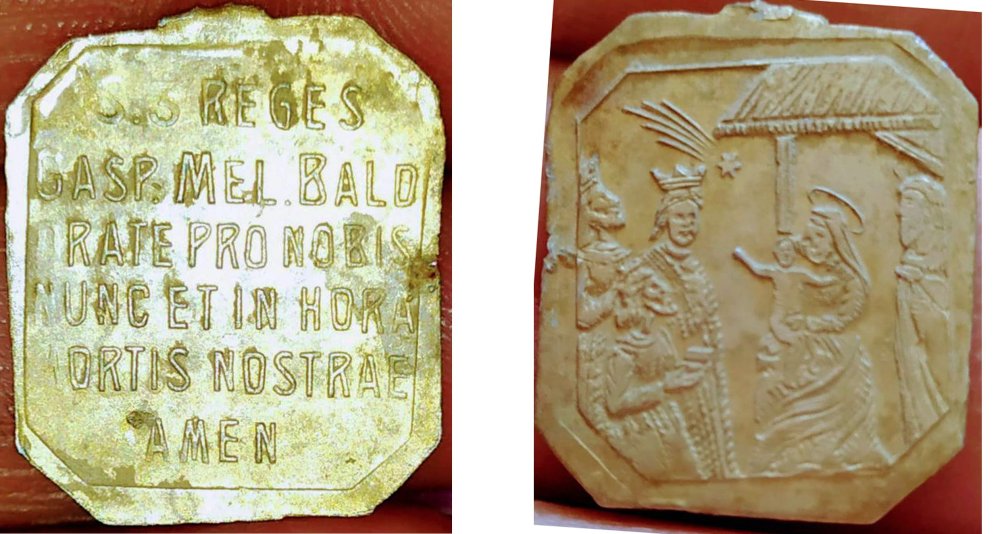 S.S REGES
GASP. MEL. BALD
ORATE PRO NOBIS
NUNC ET IN HORA
MORTIS NOSTRAE
AMEN